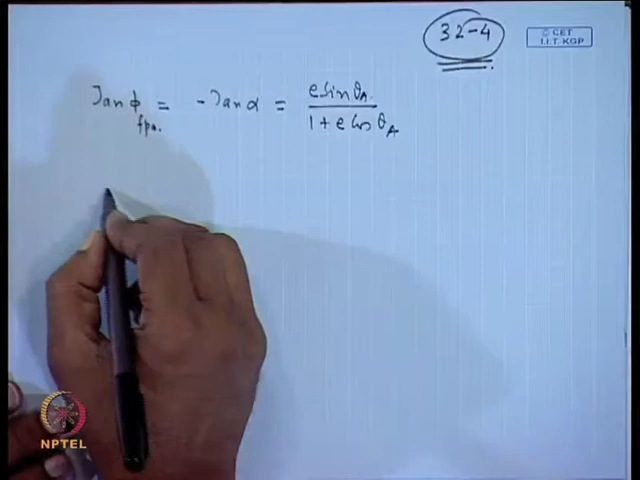 32-4
© CET
I.I.T. KGP
Tan ϕ fpa. = - Tan α = e Sin θA. / 1 + e Cos θA
NPTEL